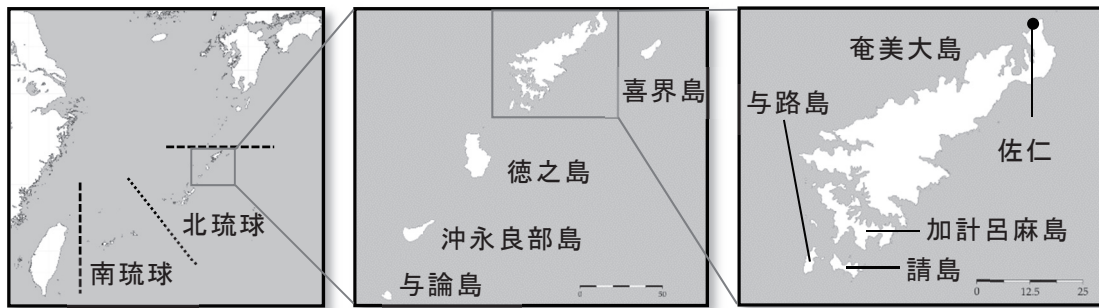 北琉球
南琉球
喜界島
徳之島
沖永良部島
与論島
0
50
奄美大島
与路島
佐仁
加計呂麻島
請島
0 12.5 25